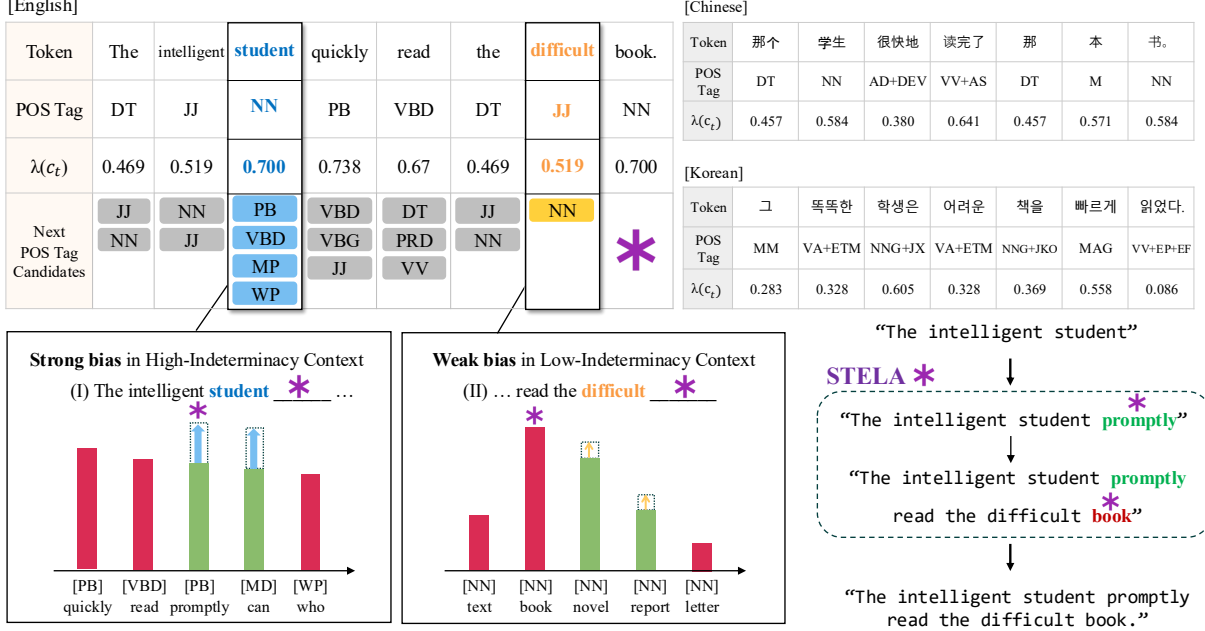 [English]
Token The intelligent student quickly read the difficult book.
POS Tag DT JJ NN PB VBD DT JJ NN
λ(c_t) 0.469 0.519 0.700 0.738 0.67 0.469 0.519 0.700
Next POS Tag Candidates
JJ NN PB VBD DT JJ NN
NN JJ VBD VBG PRD NN
MP JJ VV
WP
*
[Chinese]
Token 那个 学生 很快地 读完了 那 本 书。
POS Tag DT NN AD+DEV VV+AS DT M NN
λ(c_t) 0.457 0.584 0.380 0.641 0.457 0.571 0.584
[Korean]
Token 그 똑똑한 학생은 어려운 책을 빠르게 읽었다.
POS Tag MM VA+ETM NNG+JX VA+ETM NNG+JKO MAG VV+EP+EF
λ(c_t) 0.283 0.328 0.605 0.328 0.369 0.558 0.086
Strong bias in High-Indeterminacy Context
(I) The intelligent student ______ …
[PB] [VBD] [PB] [MD] [WP]
quickly read promptly can who
Weak bias in Low-Indeterminacy Context
(II) … read the difficult _______
[NN] [NN] [NN] [NN] [NN]
text book novel report letter
“The intelligent student”
STELA *
“The intelligent student promptly”
“The intelligent student promptly
read the difficult book”
“The intelligent student promptly
read the difficult book.”